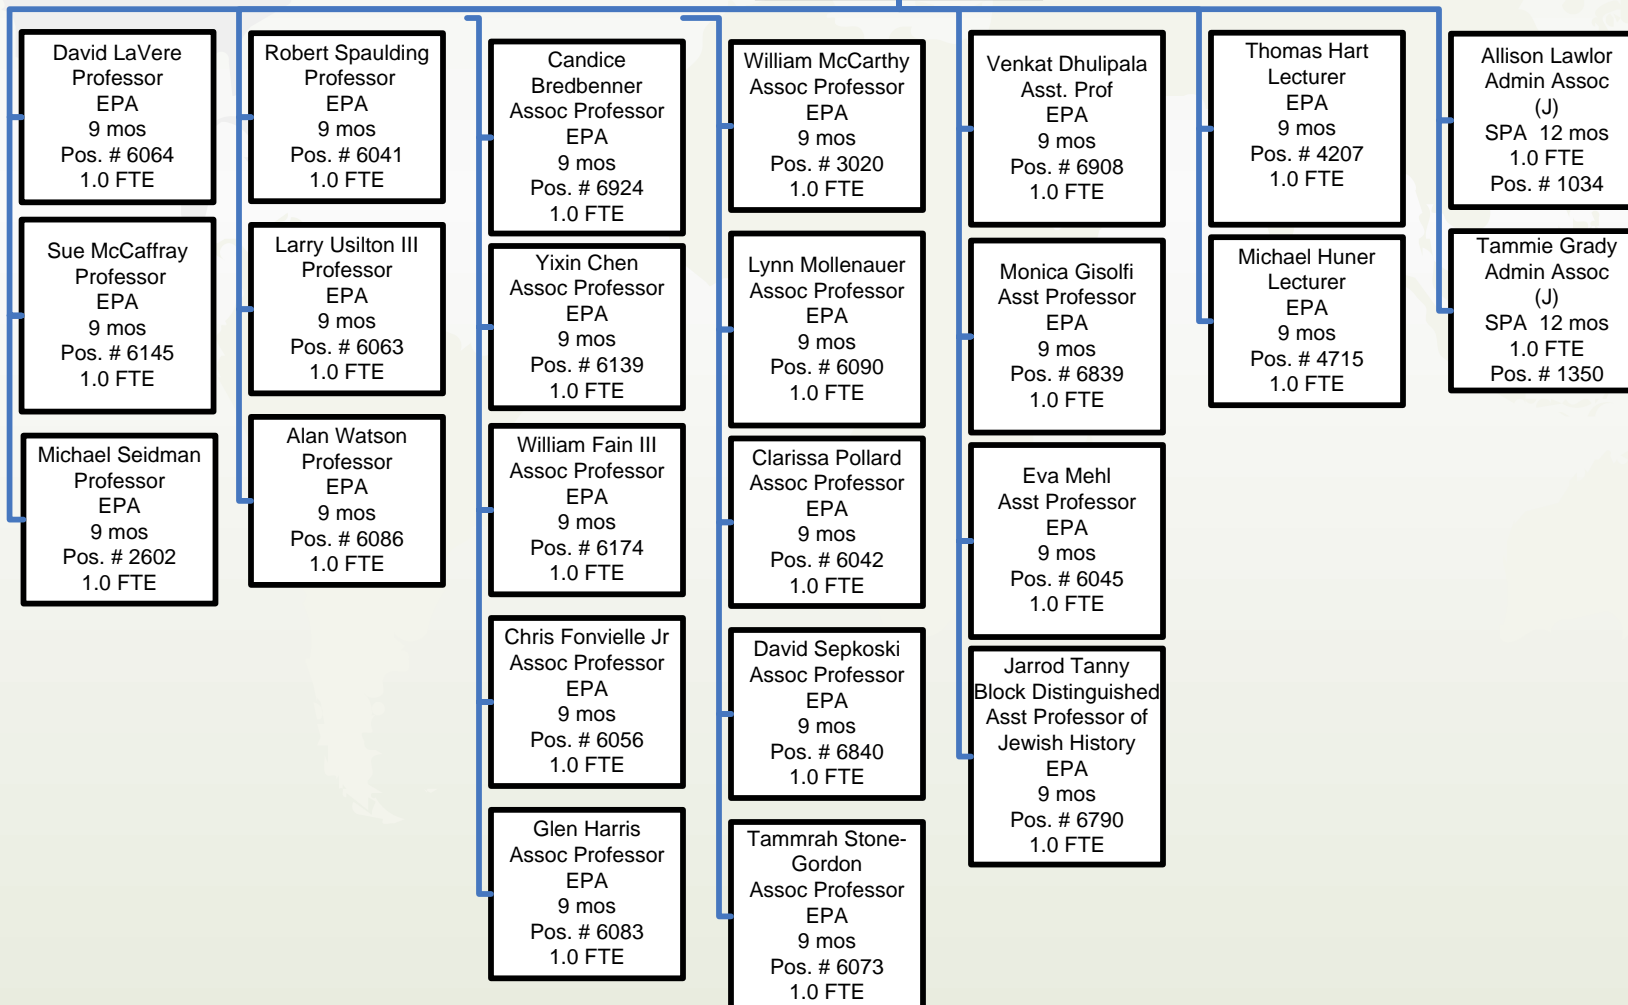 David LaVere
Professor
EPA
9 mos
Pos. # 6064
1.0 FTE
Sue McCaffray
Professor
EPA
9 mos
Pos. # 6145
1.0 FTE
Michael Seidman
Professor
EPA
9 mos
Pos. # 2602
1.0 FTE
Robert Spaulding
Professor
EPA
9 mos
Pos. # 6041
1.0 FTE
Larry Usilton III
Professor
EPA
9 mos
Pos. # 6063
1.0 FTE
Alan Watson
Professor
EPA
9 mos
Pos. # 6086
1.0 FTE
Candice
Bredbenner
Assoc Professor
EPA
9 mos
Pos. # 6924
1.0 FTE
Yixin Chen
Assoc Professor
EPA
9 mos
Pos. # 6139
1.0 FTE
William Fain III
Assoc Professor
EPA
9 mos
Pos. # 6174
1.0 FTE
Chris Fonvielle Jr
Assoc Professor
EPA
9 mos
Pos. # 6056
1.0 FTE
Glen Harris
Assoc Professor
EPA
9 mos
Pos. # 6083
1.0 FTE
William McCarthy
Assoc Professor
EPA
9 mos
Pos. # 3020
1.0 FTE
Lynn Mollenauer
Assoc Professor
EPA
9 mos
Pos. # 6090
1.0 FTE
Clarissa Pollard
Assoc Professor
EPA
9 mos
Pos. # 6042
1.0 FTE
David Sepkoski
Assoc Professor
EPA
9 mos
Pos. # 6840
1.0 FTE
Tammrah Stone-
Gordon
Assoc Professor
EPA
9 mos
Pos. # 6073
1.0 FTE
Venkat Dhulipala
Asst. Prof
EPA
9 mos
Pos. # 6908
1.0 FTE
Monica Gisolfi
Asst Professor
EPA
9 mos
Pos. # 6839
1.0 FTE
Eva Mehl
Asst Professor
EPA
9 mos
Pos. # 6045
1.0 FTE
Jarrod Tanny
Block Distinguished
Asst Professor of
Jewish History
EPA
9 mos
Pos. # 6790
1.0 FTE
Thomas Hart
Lecturer
EPA
9 mos
Pos. # 4207
1.0 FTE
Michael Huner
Lecturer
EPA
9 mos
Pos. # 4715
1.0 FTE
Allison Lawlor
Admin Assoc
(J)
SPA 12 mos
1.0 FTE
Pos. # 1034
Tammie Grady
Admin Assoc
(J)
SPA 12 mos
1.0 FTE
Pos. # 1350